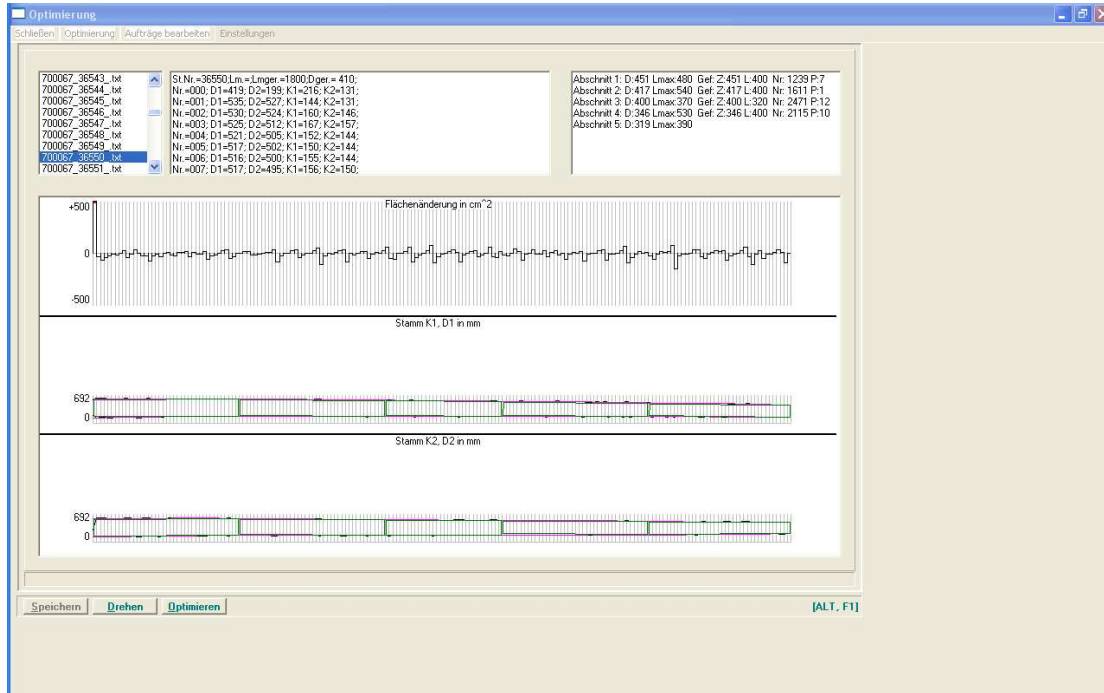 Optimierung
Schließen Optimierung Aufträge bearbeiten Einstellungen
700067_36543_.txt
700067_36544_.txt
700067_36545_.txt
700067_36546_.txt
700067_36547_.txt
700067_36548_.txt
700067_36549_.txt
700067_36550_.txt
700067_36551_.txt
St.Nr.=36550;Lm.=;Lmger.=1800;Dger.= 410;
Nr.=000; D1=419; D2=199; K1=216; K2=131;
Nr.=001; D1=535; D2=527; K1=144; K2=131;
Nr.=002; D1=530; D2=524; K1=160; K2=146;
Nr.=003; D1=525; D2=512; K1=167; K2=157;
Nr.=004; D1=521; D2=505; K1=152; K2=144;
Nr.=005; D1=517; D2=502; K1=150; K2=144;
Nr.=006; D1=516; D2=500; K1=155; K2=144;
Nr.=007; D1=517; D2=495; K1=156; K2=150;
Abschnitt 1: D:451 Lmax:480 Gef: Z:451 L:400 Nr: 1239 P:7
Abschnitt 2: D:417 Lmax:540 Gef: Z:417 L:400 Nr: 1611 P:1
Abschnitt 3: D:400 Lmax:370 Gef: Z:400 L:320 Nr: 2471 P:12
Abschnitt 4: D:346 Lmax:530 Gef: Z:346 L:400 Nr: 2115 P:10
Abschnitt 5: D:319 Lmax:390
Flächenänderung in cm^2
+500
0
-500
Stamm K1, D1 in mm
692
0
Stamm K2, D2 in mm
692
0
Speichern Drehen Optimieren [ALT, F1]